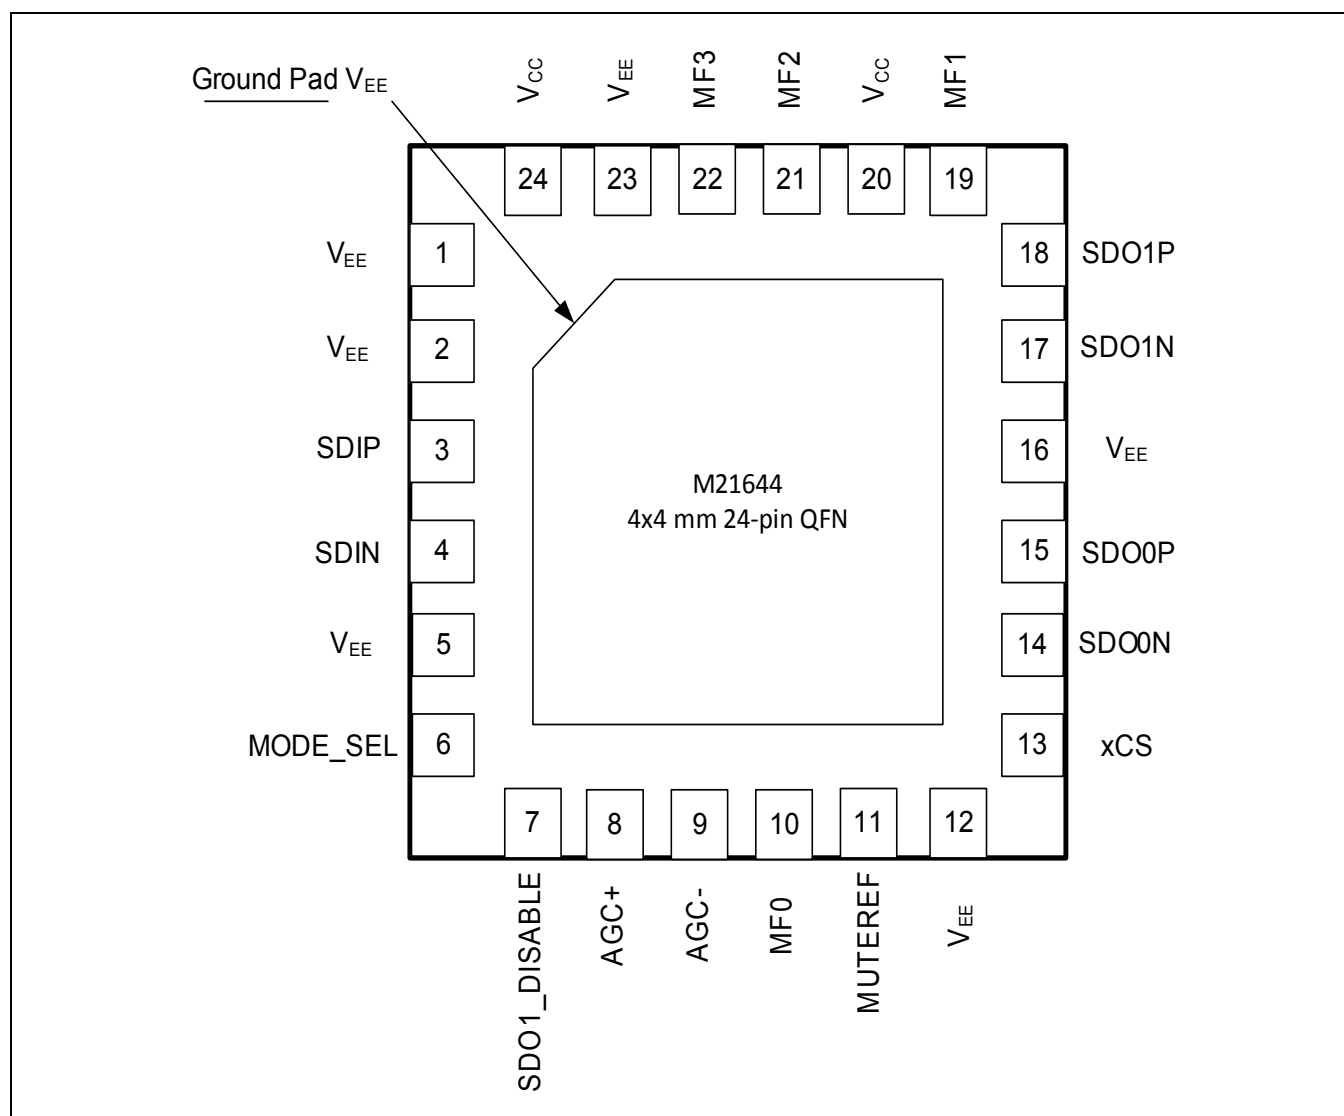 Ground Pad VEE
VCC
VEE
MF3
MF2
VCC
MF1
24
23
22
21
20
19
VEE
1
18
SDO1P
VEE
2
17
SDO1N
SDIP
3
16
VEE
M21644
4x4 mm 24-pin QFN
SDIN
4
15
SDO0P
VEE
5
14
SDO0N
MODE_SEL
6
13
xCS
7
8
9
10
11
12
SDO1_DISABLE
AGC+
AGC-
MF0
MUTEREF
VEE